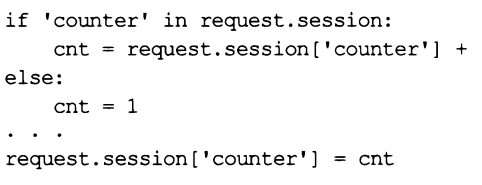 if 'counter' in request.session:
    cnt = request.session['counter'] +
else:
    cnt = 1
. . .
request.session['counter'] = cnt